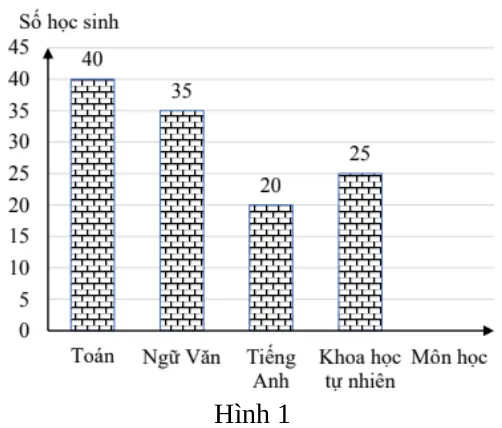 Số học sinh
45
40
35
30
25
20
15
10
5
0
40
35
20
25
Toán
Ngữ Văn
Tiếng
Anh
Khoa học
tự nhiên
Môn học
Hình 1